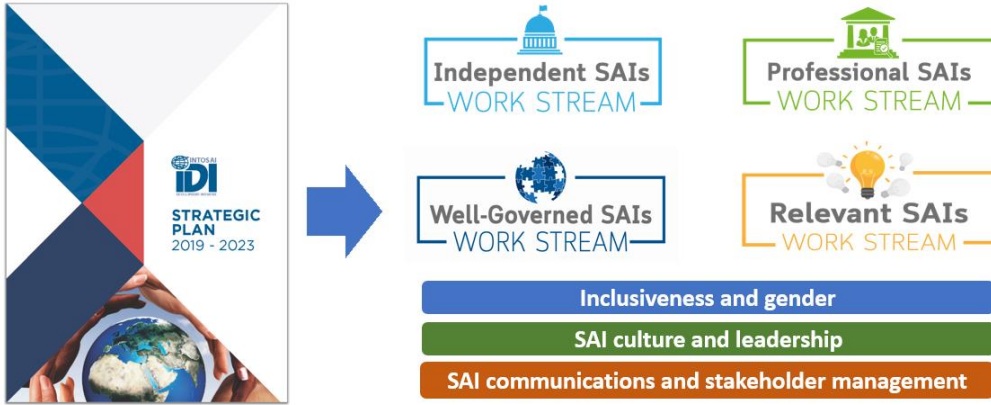 INTOSAI
IDI
STRATEGIC
PLAN
2019 - 2023
Independent SAIs
WORK STREAM
Professional SAIs
WORK STREAM
Well-Governed SAIs
WORK STREAM
Relevant SAIs
WORK STREAM
Inclusiveness and gender
SAI culture and leadership
SAI communications and stakeholder management